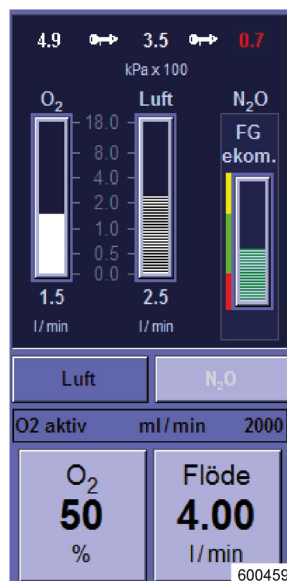 4.9 3.5 0.7
kPa x 100
O₂ Luft N₂O
18.0
8.0
4.0
2.0
1.0
0.5
0.0
FG
ekom.
1.5 2.5
l/min l/min
Luft N₂O
O2 aktiv ml/min 2000
O₂ Flöde
50 4.00
% l/min
600459